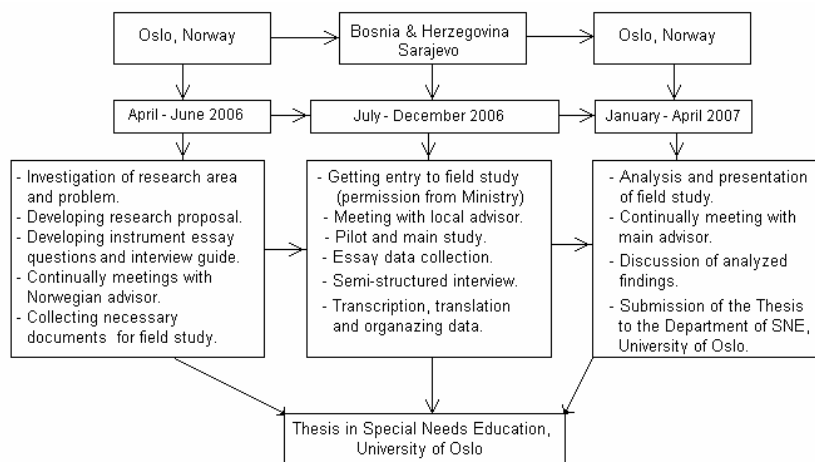 Oslo, Norway
Bosnia & Herzegovina
Sarajevo
Oslo, Norway
April - June 2006
July - December 2006
January - April 2007
- Investigation of research area
and problem.
- Developing research proposal.
- Developing instrument essay
questions and interview guide.
- Continually meetings with
Norwegian advisor.
- Collecting necessary
documents for field study.
- Getting entry to field study
(permission from Ministry)
- Meeting with local advisor.
- Pilot and main study.
- Essay data collection.
- Semi-structured interview.
- Transcription, translation
and organazing data.
- Analysis and presentation
of field study.
- Continually meeting with
main advisor.
- Discussion of analyzed
findings.
- Submission of the Thesis
to the Department of SNE,
University of Oslo.
Thesis in Special Needs Education,
University of Oslo